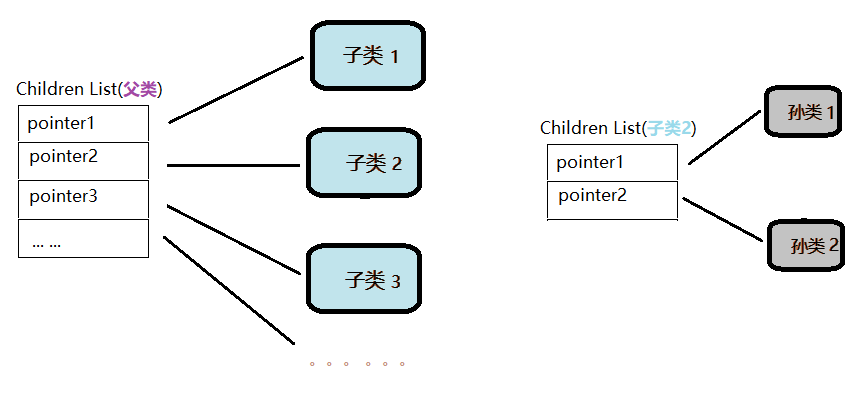 Children List(父类)
pointer1
pointer2
pointer3
... ...
子类 1
子类 2
子类 3
。。。。。。
Children List(子类2)
pointer1
pointer2
孙类 1
孙类 2